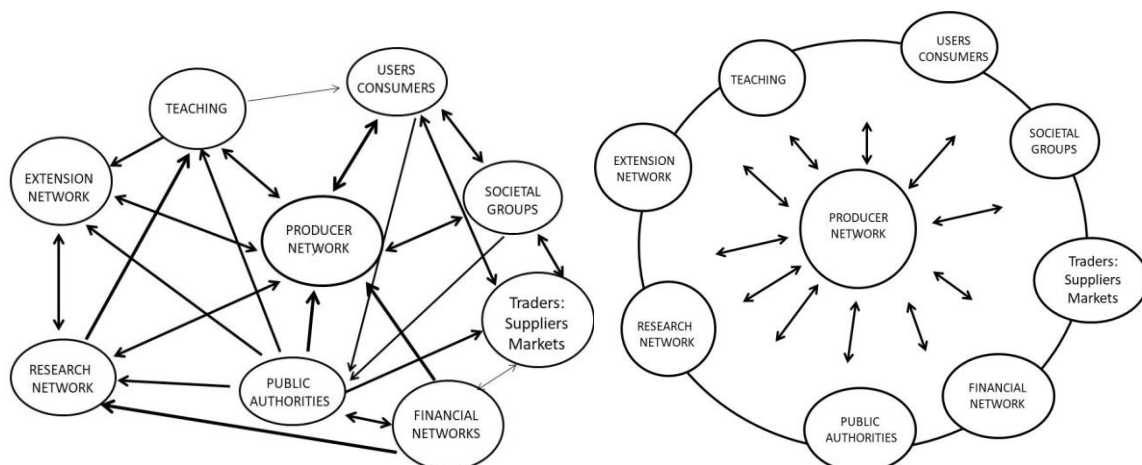 USERS
CONSUMERS
TEACHING
EXTENSION
NETWORK
SOCIETAL
GROUPS
PRODUCER
NETWORK
Traders:
Suppliers
Markets
RESEARCH
NETWORK
PUBLIC
AUTHORITIES
FINANCIAL
NETWORKS
USERS
CONSUMERS
TEACHING
SOCIETAL
GROUPS
EXTENSION
NETWORK
PRODUCER
NETWORK
Traders:
Suppliers
Markets
RESEARCH
NETWORK
FINANCIAL
NETWORK
PUBLIC
AUTHORITIES